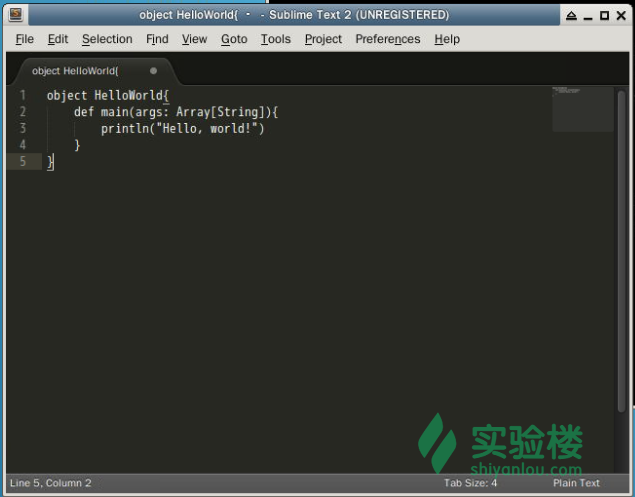 object HelloWorld{ - - Sublime Text 2 (UNREGISTERED)
File Edit Selection Find View Goto Tools Project Preferences Help
object HelloWorld{
1 object HelloWorld{
2 def main(args: Array[String]){
3 println("Hello, world!")
4 }
5 }
实验楼
shiyanlou.com
Line 5, Column 2 Tab Size: 4 Plain Text